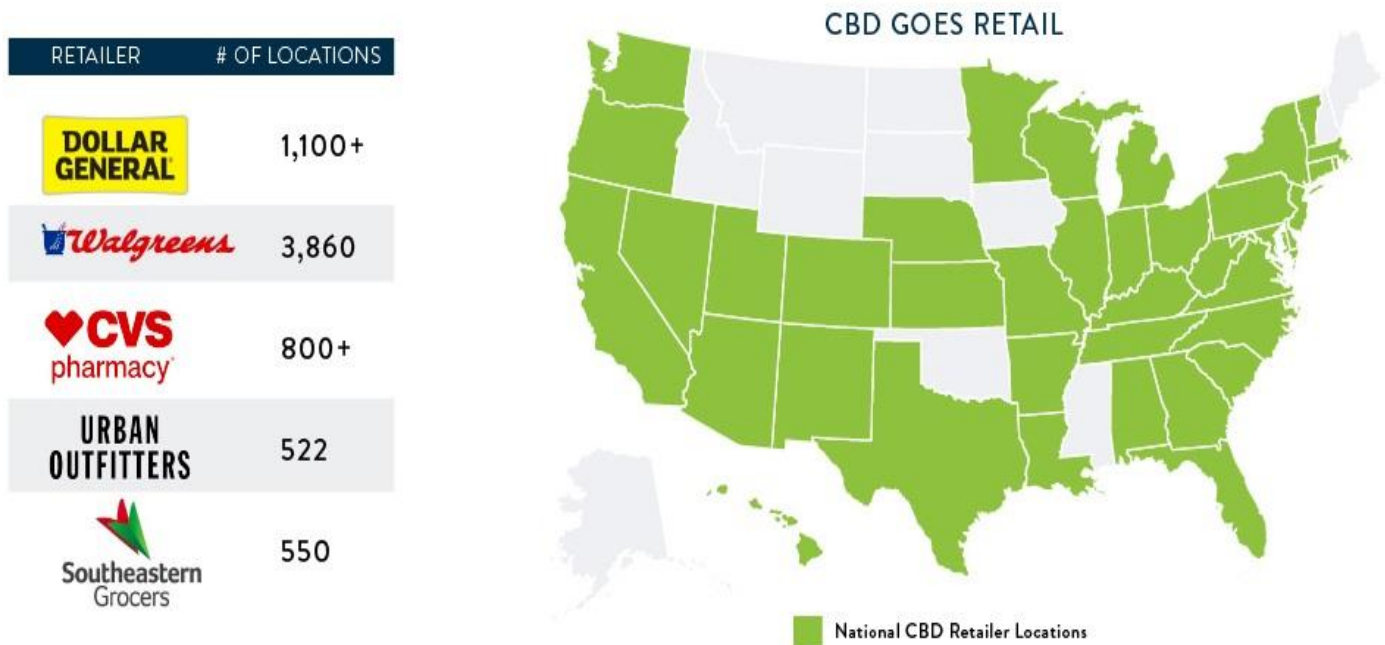 CBD GOES RETAIL
RETAILER # OF LOCATIONS
DOLLAR
GENERAL
1,100+
Walgreens
3,860
CVS
pharmacy
800+
URBAN
OUTFITTERS
522
Southeastern
Grocers
550
National CBD Retailer Locations